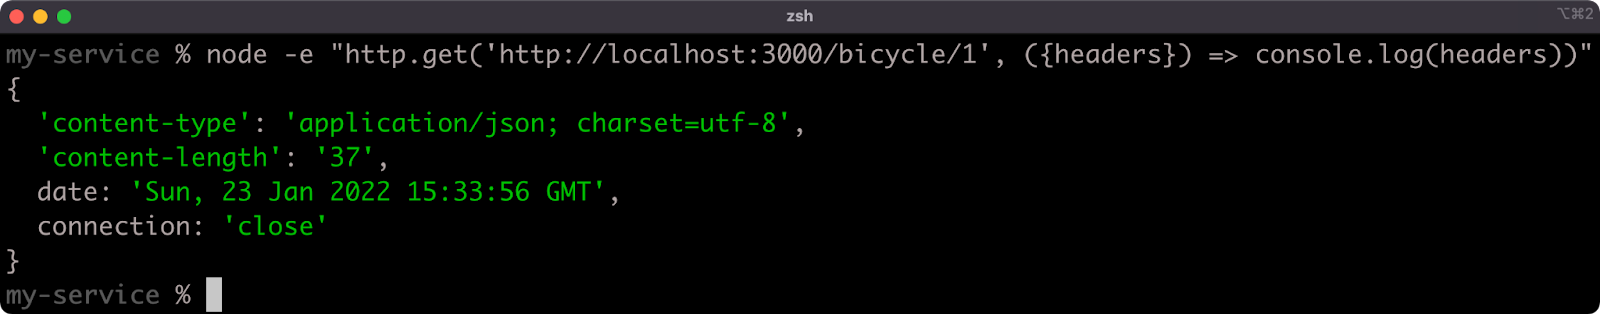 zsh
⌥⌘2
my-service % node -e "http.get('http://localhost:3000/bicycle/1', ({headers}) => console.log(headers))"
{
  'content-type': 'application/json; charset=utf-8',
  'content-length': '37',
  date: 'Sun, 23 Jan 2022 15:33:56 GMT',
  connection: 'close'
}
my-service %